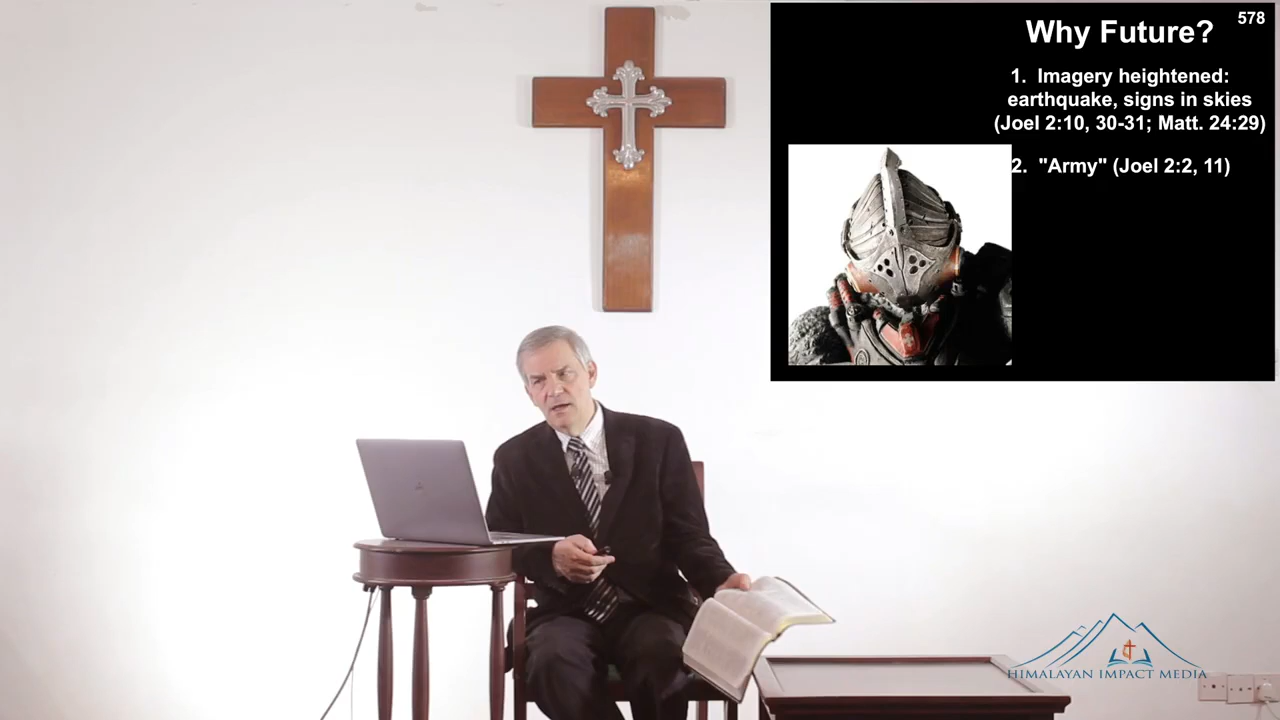 578
Why Future?
1. Imagery heightened:
earthquake, signs in skies
(Joel 2:10, 30-31; Matt. 24:29)
2. "Army" (Joel 2:2, 11)
HIMALAYAN IMPACT MEDIA